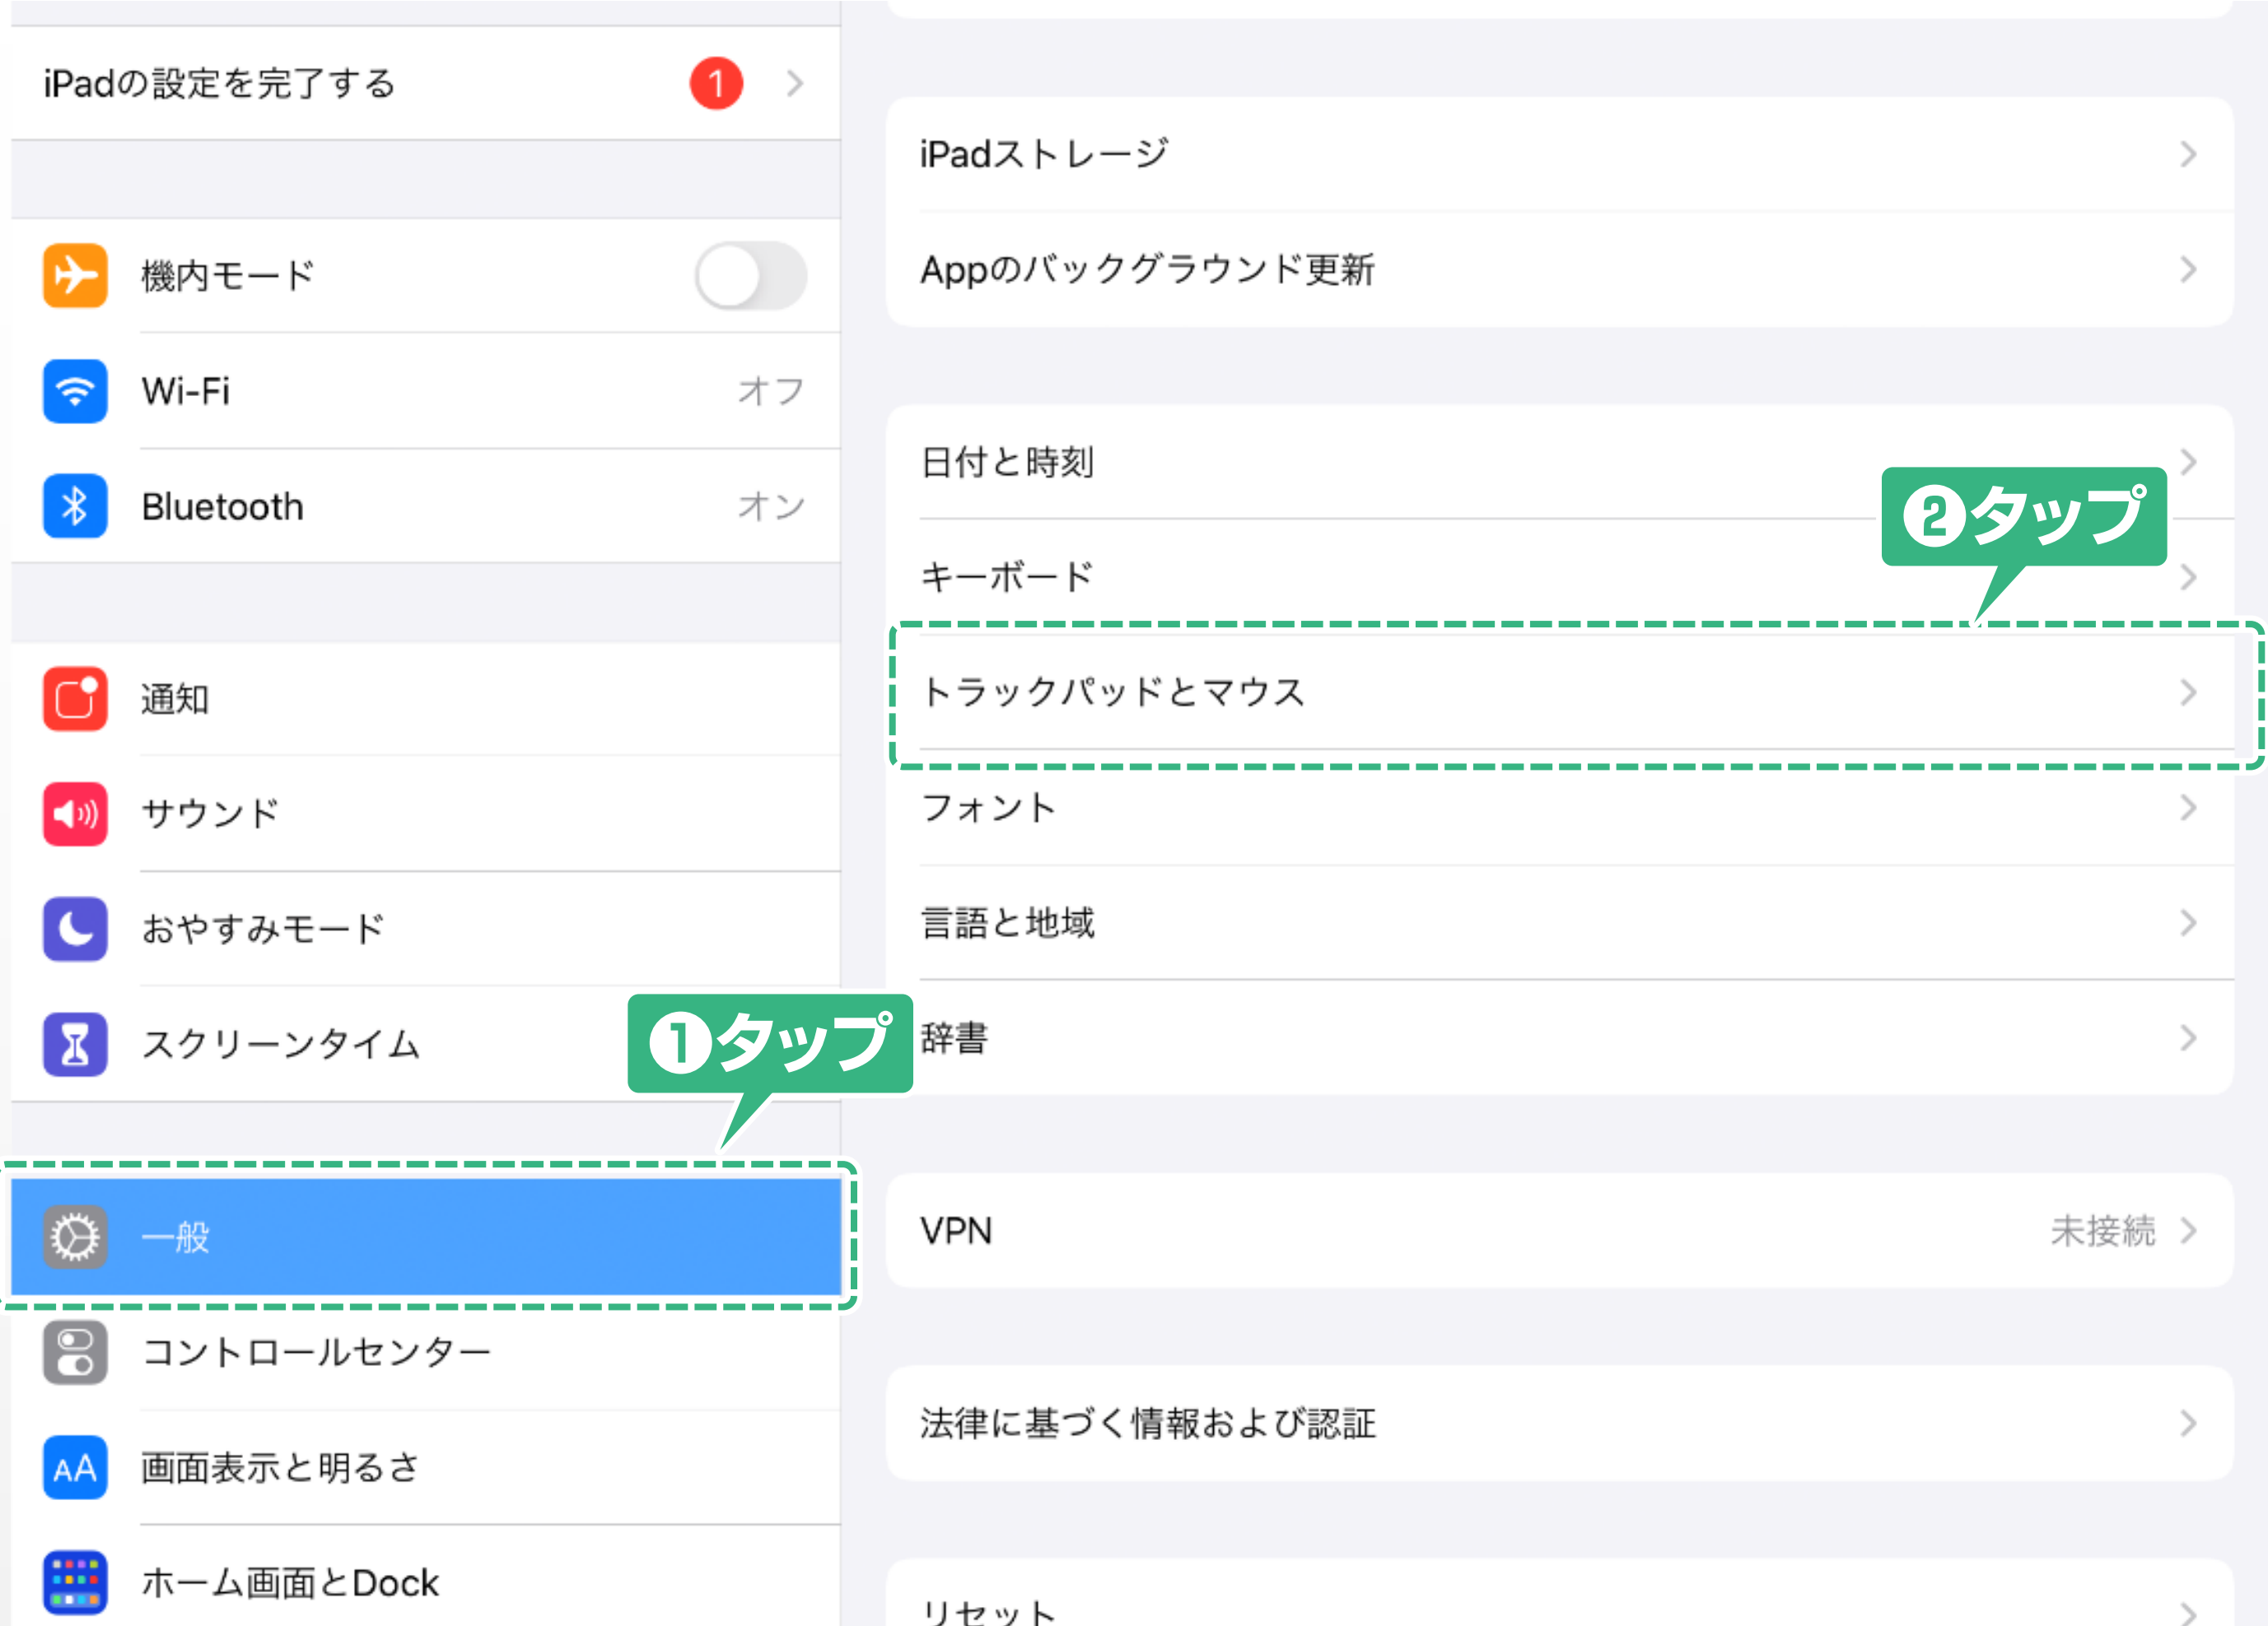 iPadの設定を完了する
1
機内モード
Wi-Fi
オフ
Bluetooth
オン
通知
サウンド
おやすみモード
スクリーンタイム
❶タップ
一般
コントロールセンター
AA
画面表示と明るさ
ホーム画面とDock
iPadストレージ
Appのバックグラウンド更新
日付と時刻
❷タップ
キーボード
トラックパッドとマウス
フォント
言語と地域
辞書
VPN
未接続
法律に基づく情報および認証
リセット